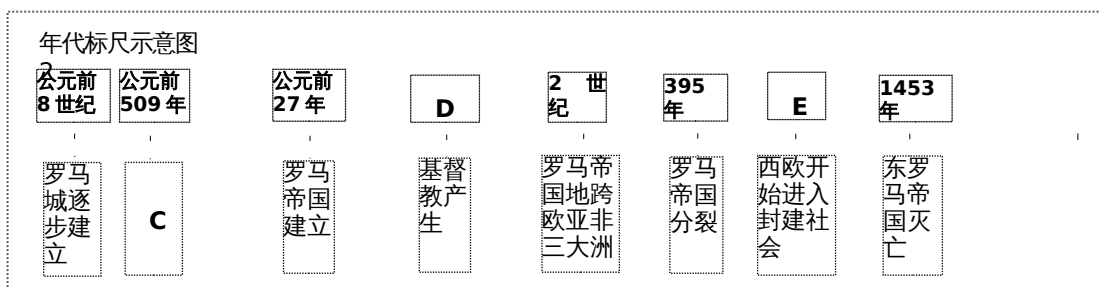 年代标尺示意图
2
公元前
8 世纪
公元前
509 年
公元前
27 年
D
2 世
纪
395
年
E
1453
年
罗马
城逐
步建
立
C
罗马
帝国
建立
基督
教产
生
罗马帝
国地跨
欧亚非
三大洲
罗马
帝国
分裂
西欧开
始进入
封建社
会
东罗
马帝
国灭
亡